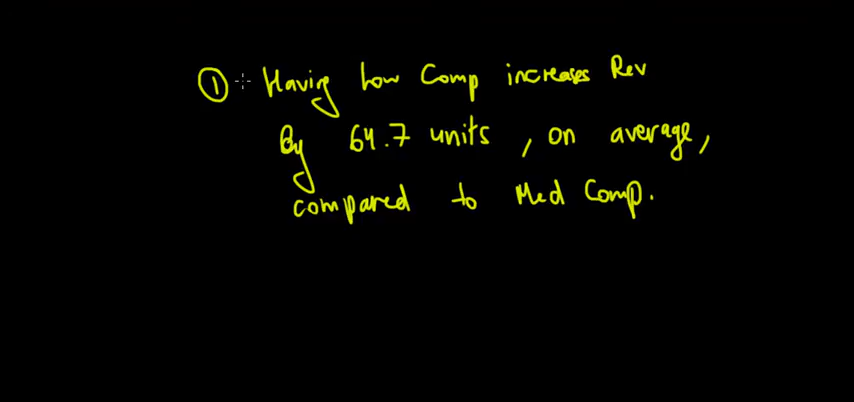 ① Having Low Comp increases Rev
By 64.7 units, on average,
compared to Med Comp.